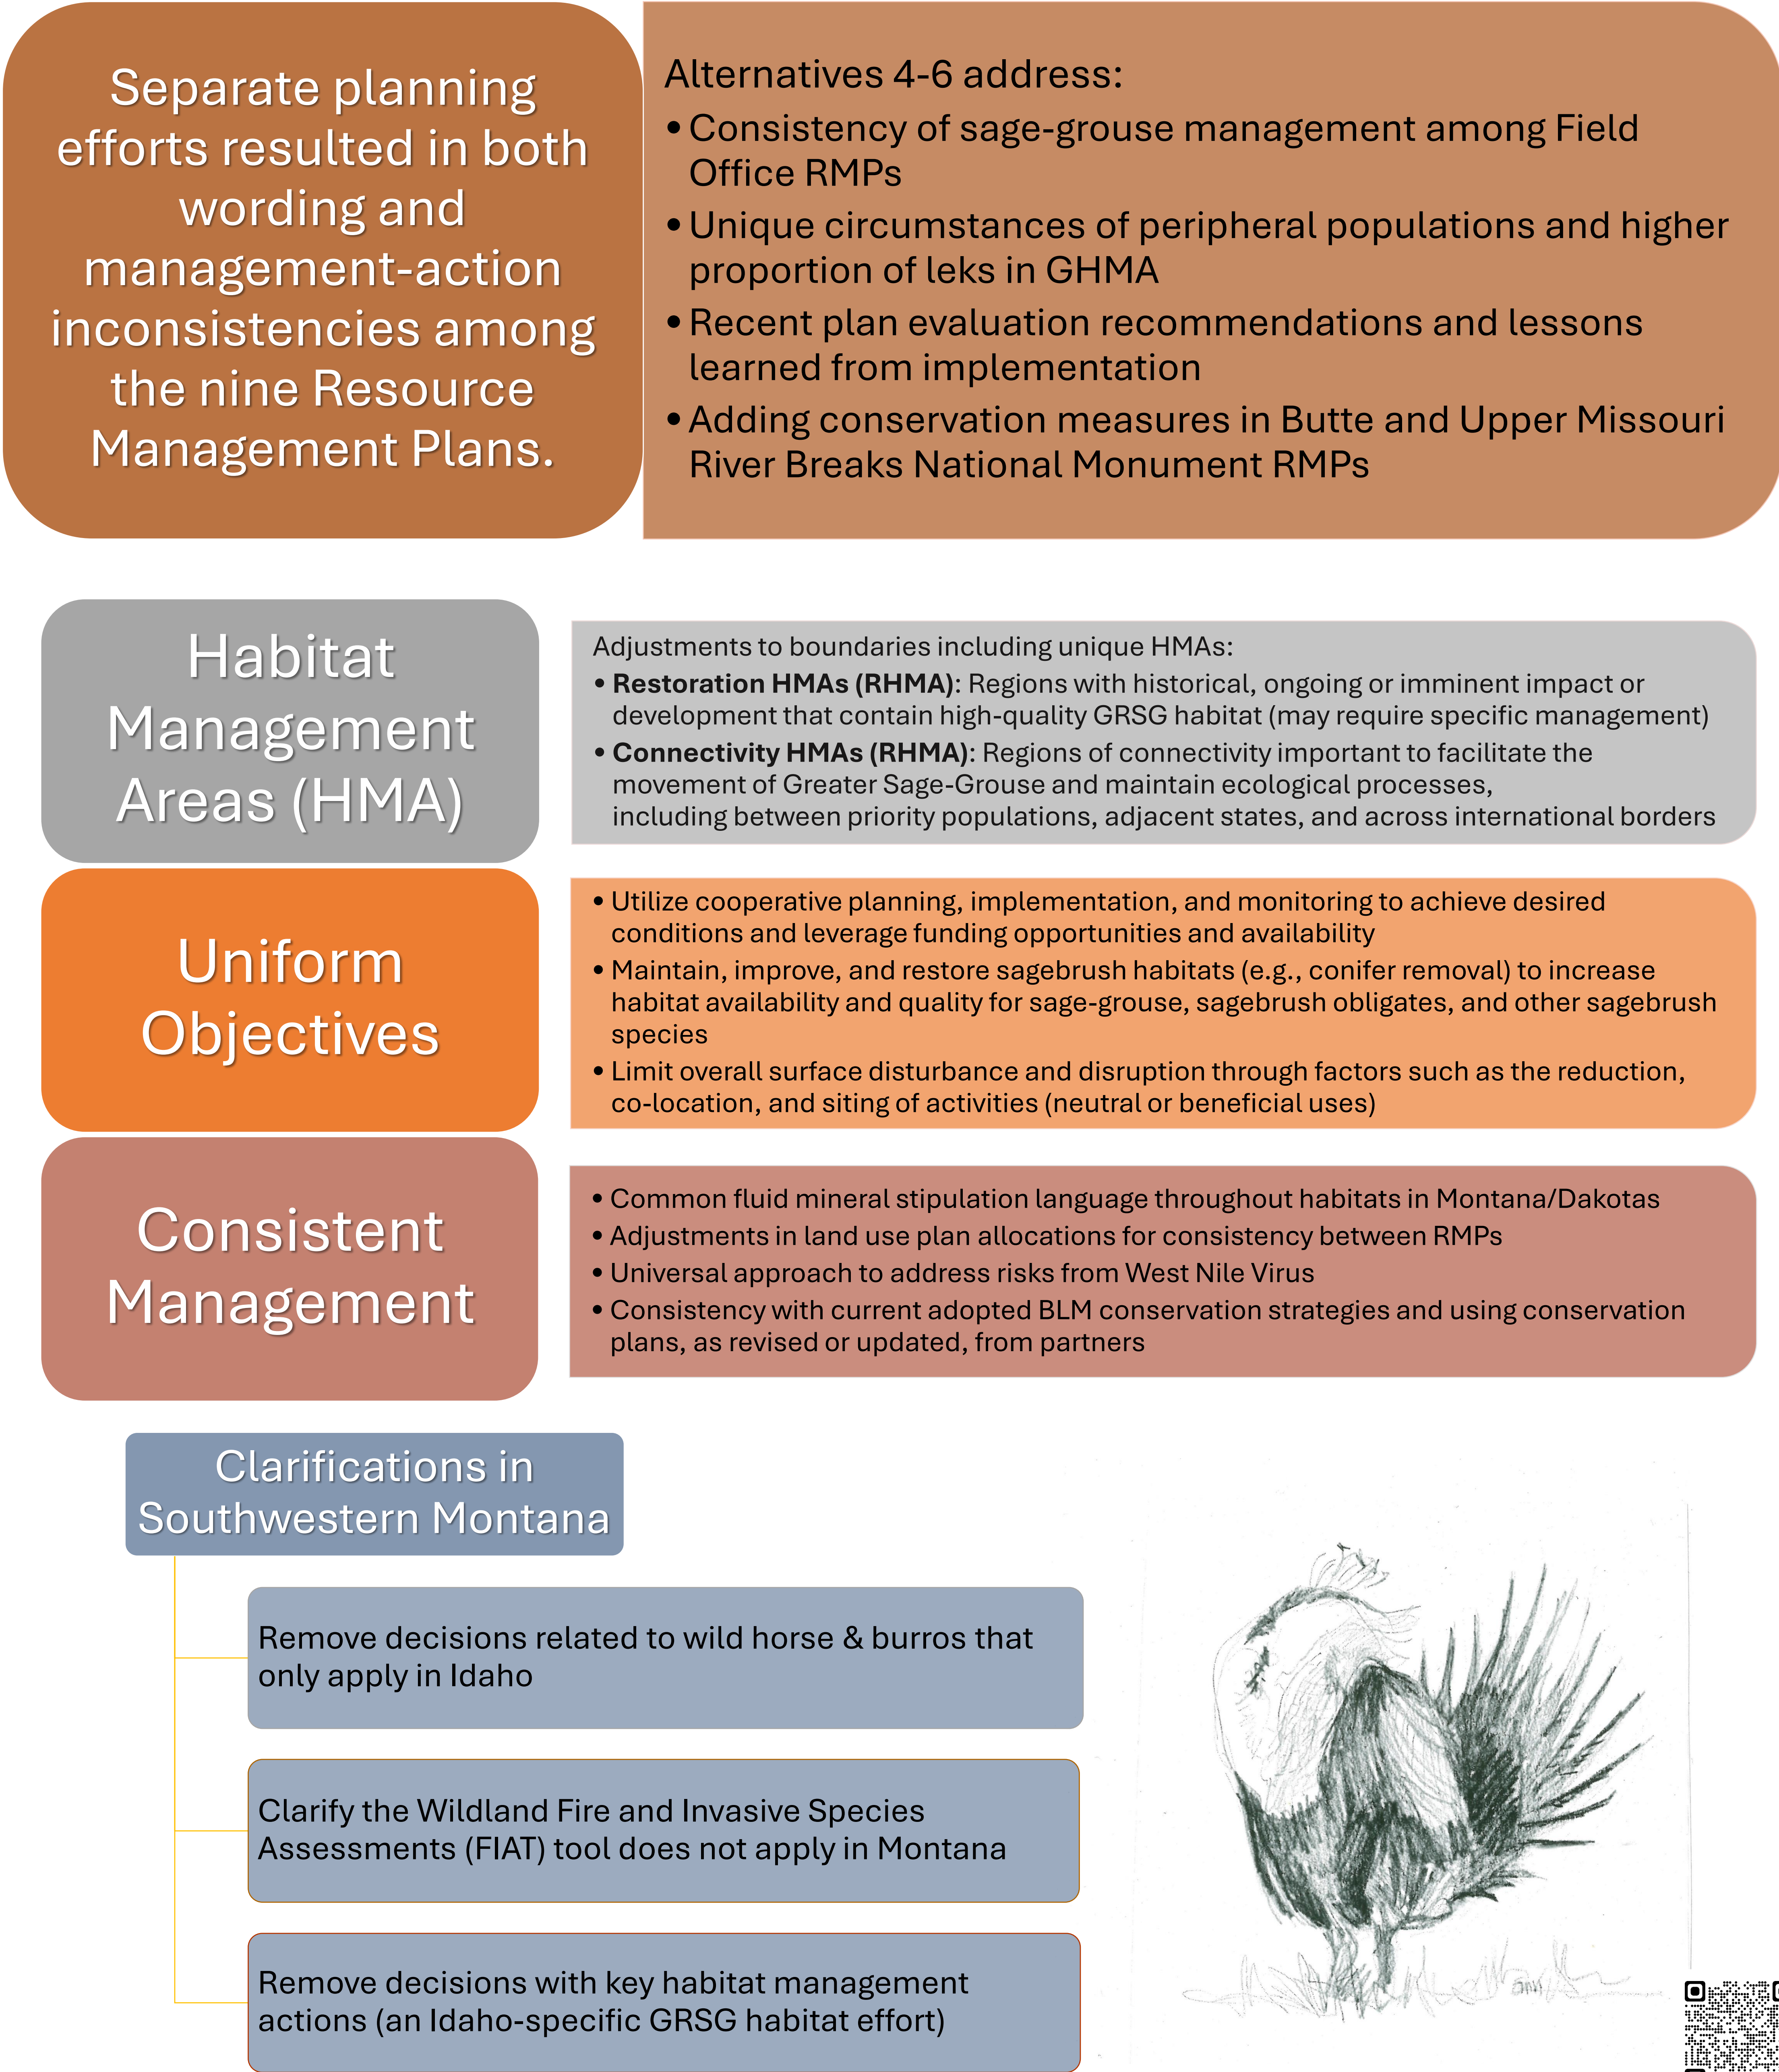 Separate planning
efforts resulted in both
wording and
management-action
inconsistencies among
the nine Resource
Management Plans.
Alternatives 4-6 address:
• Consistency of sage-grouse management among Field
Office RMPs
• Unique circumstances of peripheral populations and higher
proportion of leks in GHMA
• Recent plan evaluation recommendations and lessons
learned from implementation
• Adding conservation measures in Butte and Upper Missouri
River Breaks National Monument RMPs
Habitat
Management
Areas (HMA)
Adjustments to boundaries including unique HMAs:
• Restoration HMAs (RHMA): Regions with historical, ongoing or imminent impact or
development that contain high-quality GRSG habitat (may require specific management)
• Connectivity HMAs (RHMA): Regions of connectivity important to facilitate the
movement of Greater Sage-Grouse and maintain ecological processes,
including between priority populations, adjacent states, and across international borders
Uniform
Objectives
• Utilize cooperative planning, implementation, and monitoring to achieve desired
conditions and leverage funding opportunities and availability
• Maintain, improve, and restore sagebrush habitats (e.g., conifer removal) to increase
habitat availability and quality for sage-grouse, sagebrush obligates, and other sagebrush
species
• Limit overall surface disturbance and disruption through factors such as the reduction,
co-location, and siting of activities (neutral or beneficial uses)
Consistent
Management
• Common fluid mineral stipulation language throughout habitats in Montana/Dakotas
• Adjustments in land use plan allocations for consistency between RMPs
• Universal approach to address risks from West Nile Virus
• Consistency with current adopted BLM conservation strategies and using conservation
plans, as revised or updated, from partners
Clarifications in
Southwestern Montana
Remove decisions related to wild horse & burros that
only apply in Idaho
Clarify the Wildland Fire and Invasive Species
Assessments (FIAT) tool does not apply in Montana
Remove decisions with key habitat management
actions (an Idaho-specific GRSG habitat effort)